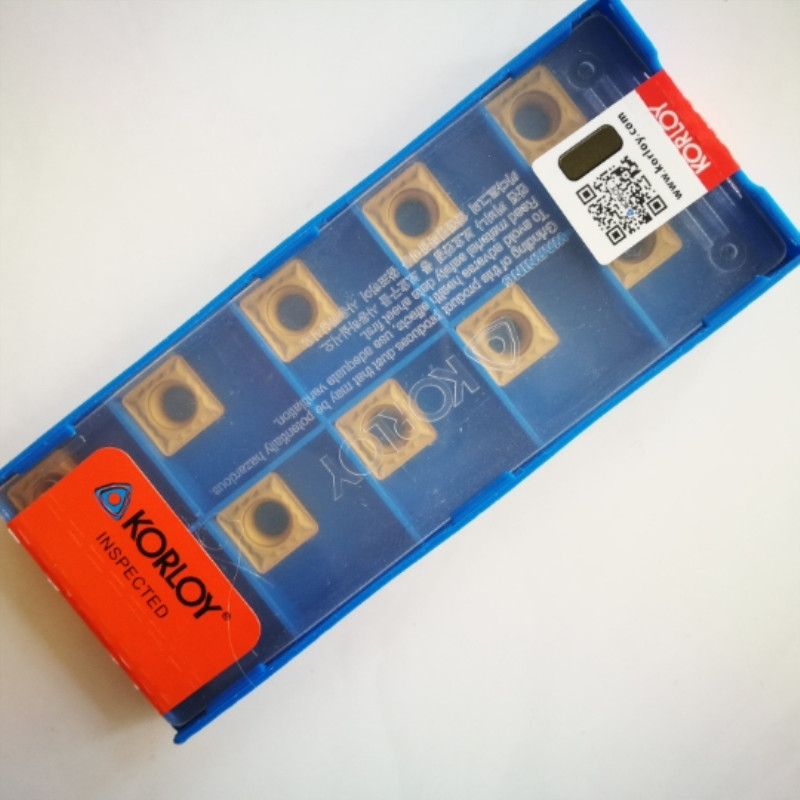 KORLOY®
INSPECTED
KORLOY
www.korloy.com
KORLOY
WARNING
Grinding of this product produces dust that may be potentially hazardous.
To avoid adverse health effects use adequate ventilation.
Read material safety data sheet first.